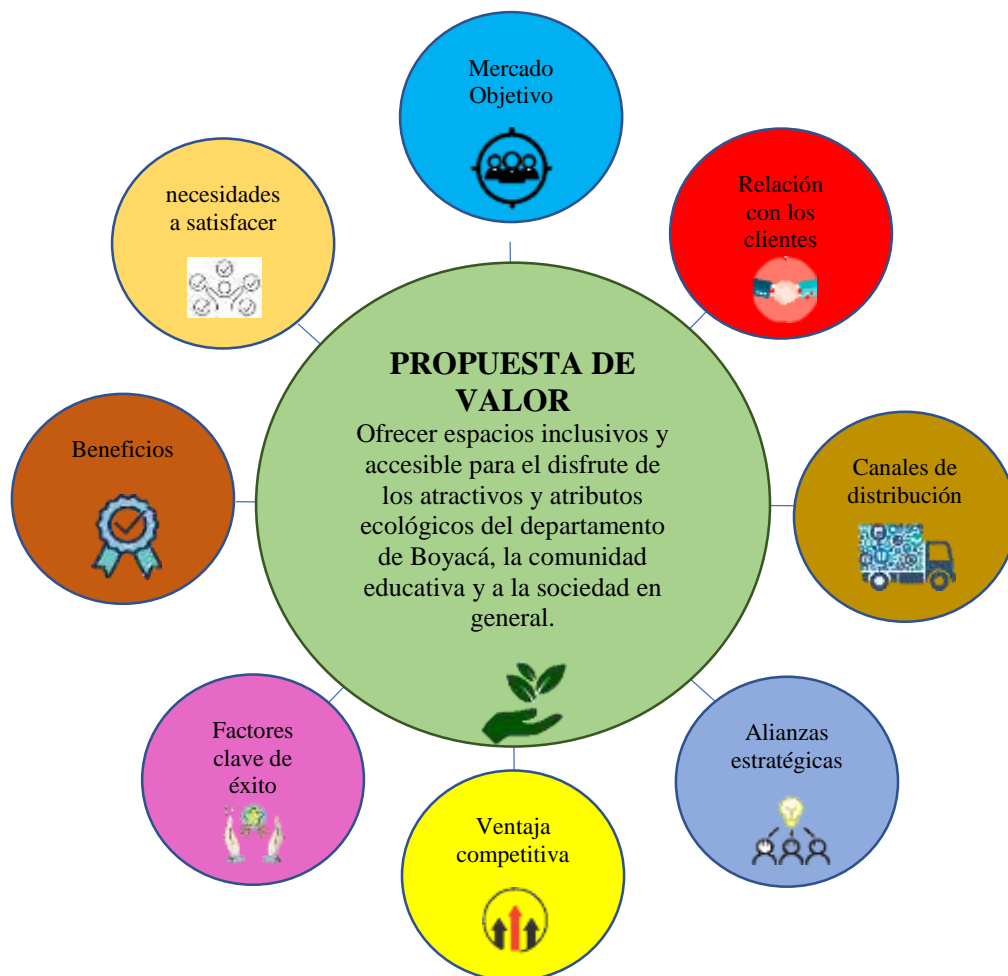 Mercado
Objetivo
Relación
con los
clientes
necesidades
a satisfacer
PROPUESTA DE
VALOR
Ofrecer espacios inclusivos y
accesible para el disfrute de
los atractivos y atributos
ecológicos del departamento
de Boyacá, la comunidad
educativa y a la sociedad en
general.
Beneficios
Canales de
distribución
Factores
clave de
éxito
Alianzas
estratégicas
Ventaja
competitiva